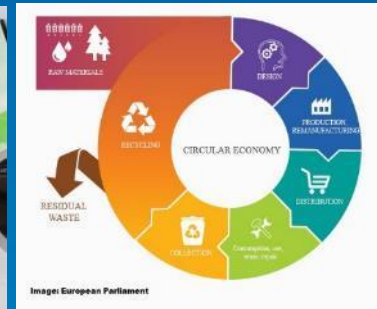 RAW MATERIALS
DESIGN
PRODUCTION
REMANUFACTURING
DISTRIBUTION
Consumption, use,
reuse, repair
COLLECTION
RECYCLING
RESIDUAL
WASTE
CIRCULAR ECONOMY
Image: European Parliament